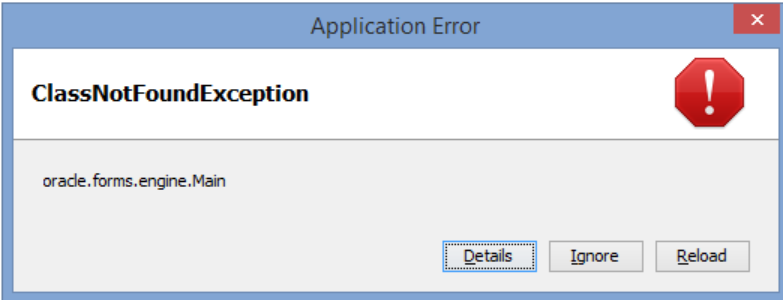 Application Error
ClassNotFoundException
oracle.forms.engine.Main
Details Ignore Reload